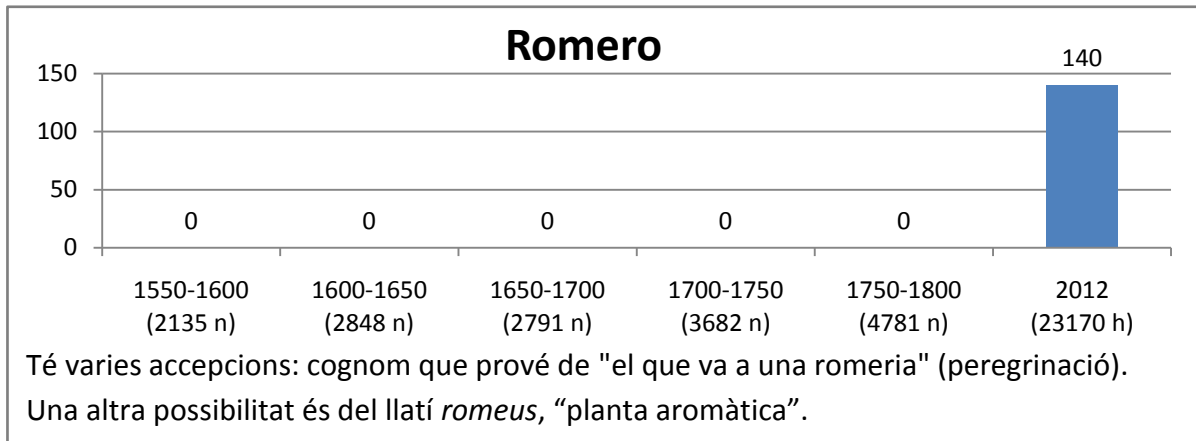 Romero
140
150
100
50
0
0 0 0 0 0
1550-1600 1600-1650 1650-1700 1700-1750 1750-1800 2012
(2135 n) (2848 n) (2791 n) (3682 n) (4781 n) (23170 h)
Té varies accepcions: cognom que prové de "el que va a una romeria" (peregrinació).
Una altra possibilitat és del llatí romeus, “planta aromàtica”.